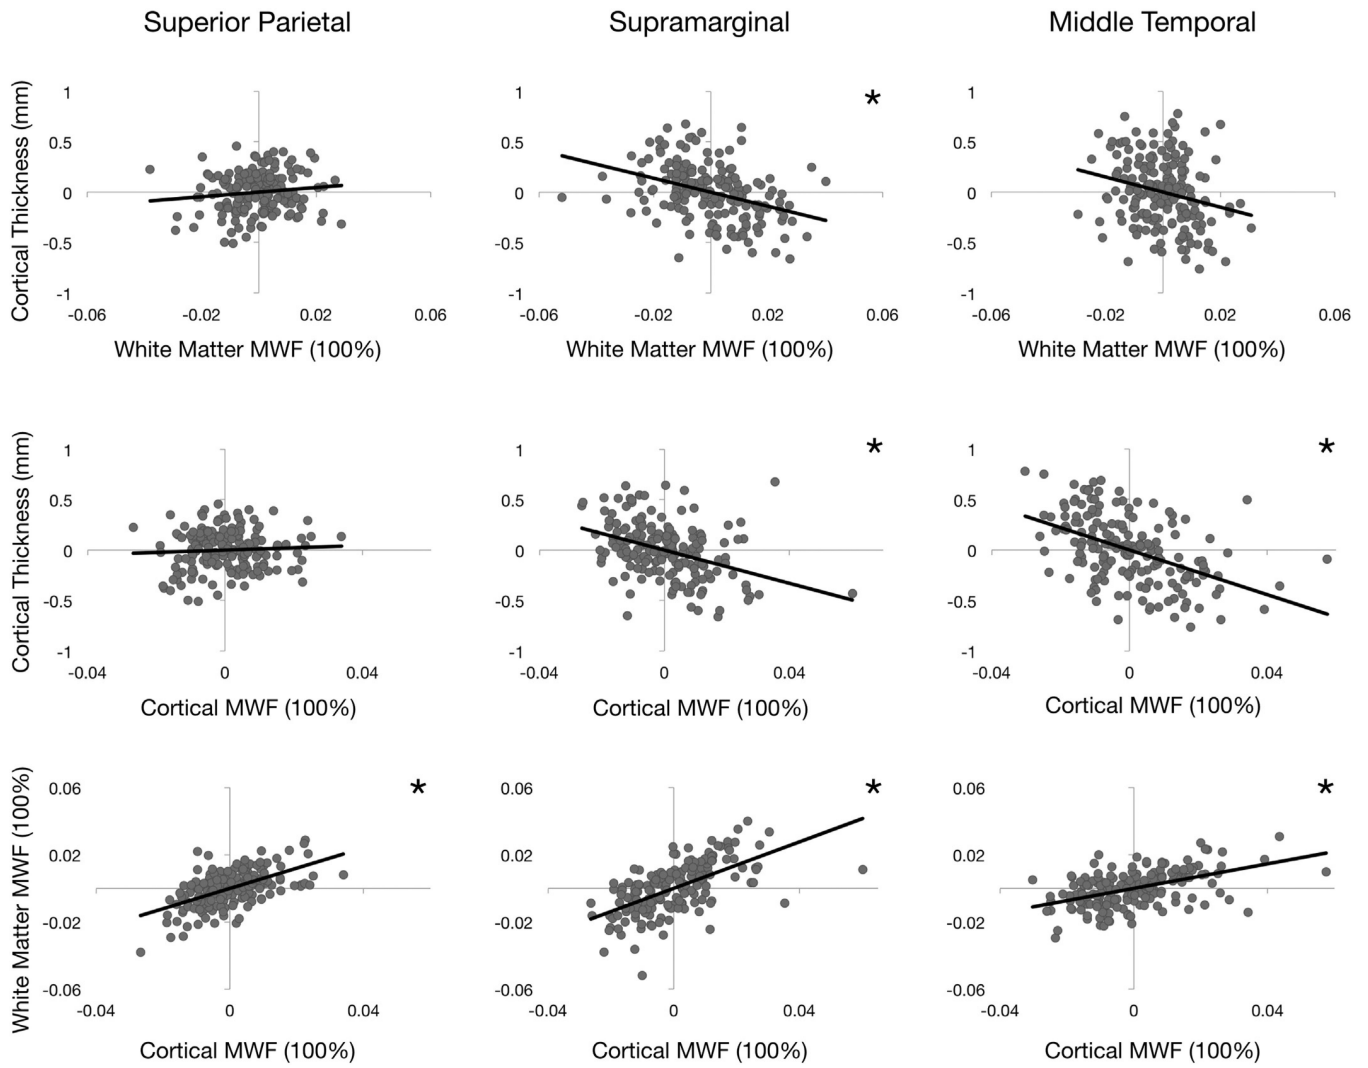 Superior Parietal Supramarginal Middle Temporal
Cortical Thickness (mm)
1 1 * 1
0.5 0.5 0.5
0 0 0
-0.5 -0.5 -0.5
-1 -1 -1
-0.06 -0.02 0.02 0.06 -0.06 -0.02 0.02 0.06 -0.06 -0.02 0.02 0.06
White Matter MWF (100%) White Matter MWF (100%) White Matter MWF (100%)
Cortical Thickness (mm)
1 1 * 1 *
0.5 0.5 0.5
0 0 0
-0.5 -0.5 -0.5
-1 -1 -1
-0.04 0 0.04 -0.04 0 0.04 -0.04 0 0.04
Cortical MWF (100%) Cortical MWF (100%) Cortical MWF (100%)
White Matter MWF (100%)
0.06 * 0.06 * 0.06 *
0.02 0.02 0.02
-0.02 -0.02 -0.02
-0.06 -0.06 -0.06
-0.04 0 0.04 -0.04 0 0.04 -0.04 0 0.04
Cortical MWF (100%) Cortical MWF (100%) Cortical MWF (100%)